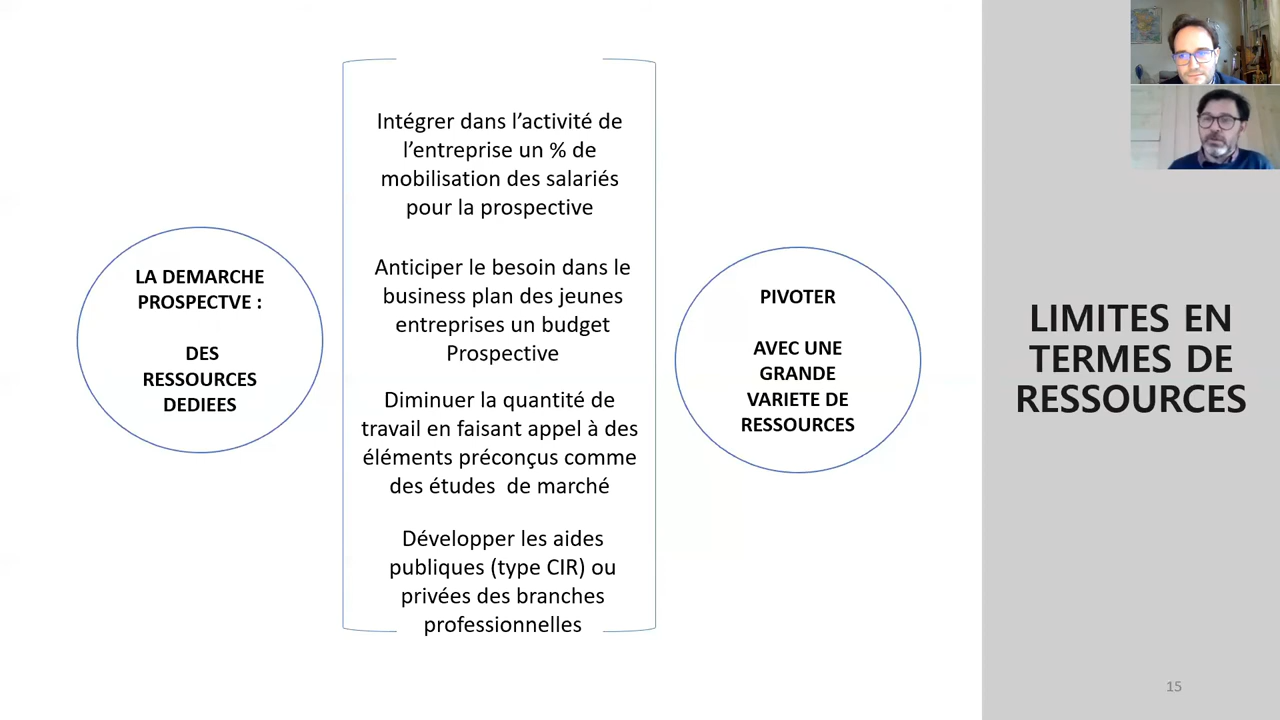 LA DEMARCHE
PROSPECTVE :
DES
RESSOURCES
DEDIEES
Intégrer dans l’activité de
l’entreprise un % de
mobilisation des salariés
pour la prospective
Anticiper le besoin dans le
business plan des jeunes
entreprises un budget
Prospective
Diminuer la quantité de
travail en faisant appel à des
éléments préconçus comme
des études  de marché
Développer les aides
publiques (type CIR) ou
privées des branches
professionnelles
PIVOTER
AVEC UNE
GRANDE
VARIETE DE
RESSOURCES
LIMITES EN
TERMES DE
RESSOURCES
15